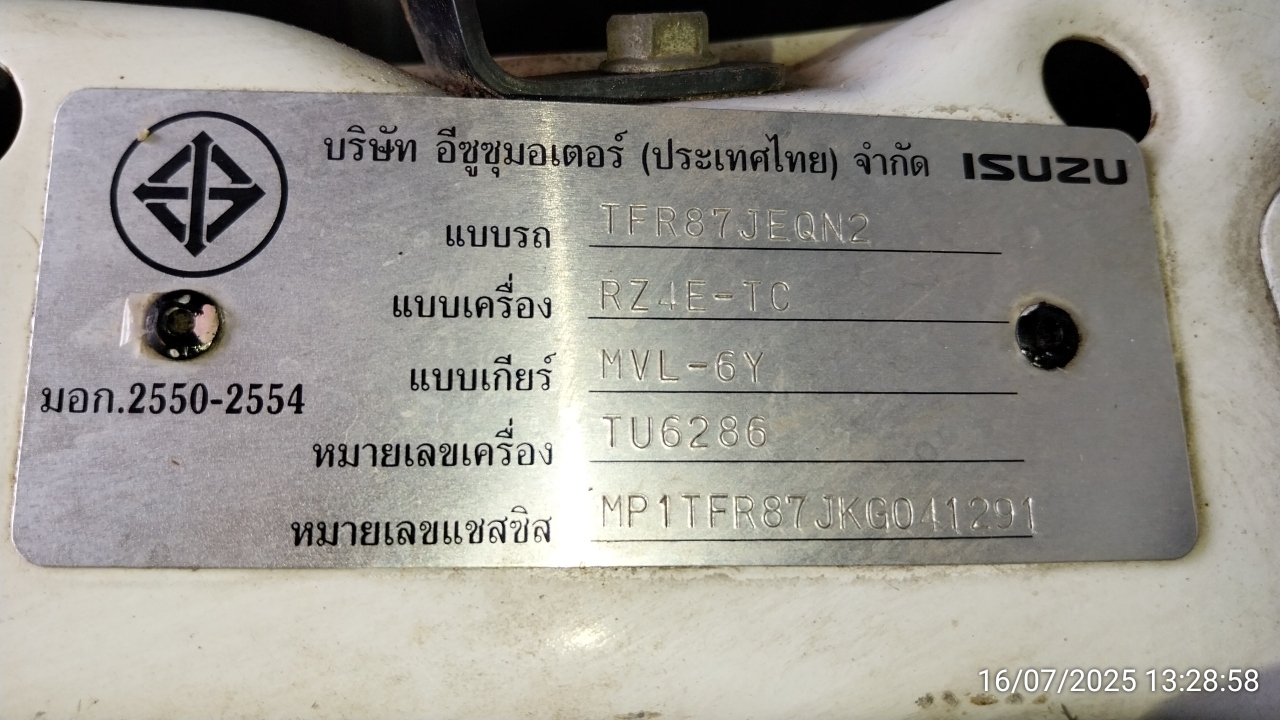 บริษัท อีซูซุมอเตอร์ (ประเทศไทย) จำกัด ISUZU
แบบรถ TFR87JEQN2
แบบเครื่อง RZ4E-TC
แบบเกียร์ MVL-6Y
มอก.2550-2554
หมายเลขเครื่อง TU6286
หมายเลขแชสซิส MP1TFR87JKG041291
16/07/2025 13:28:58